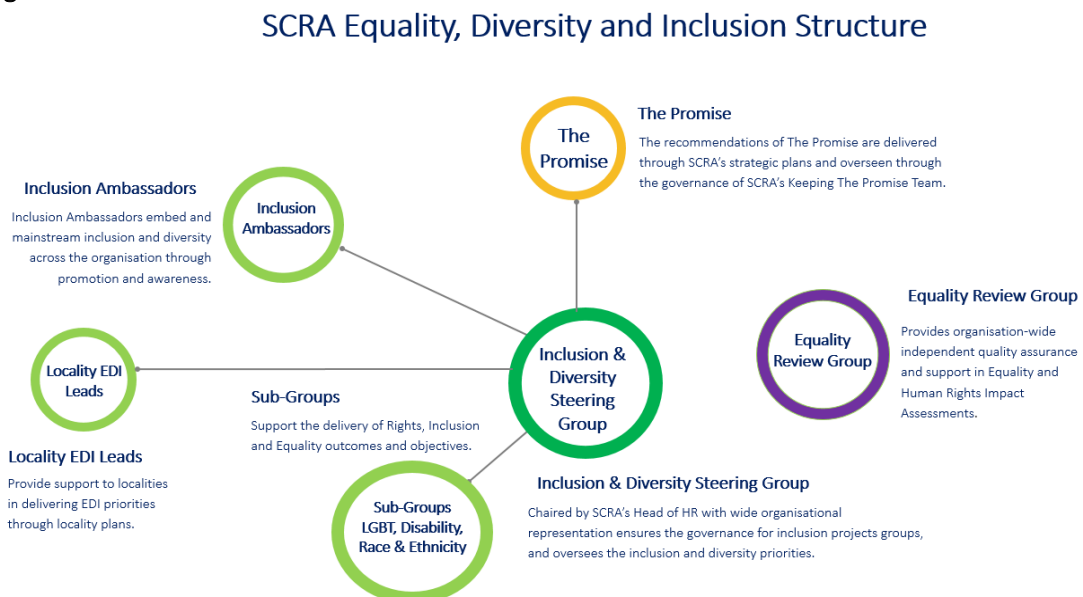 SCRA Equality, Diversity and Inclusion Structure
The
Promise
The Promise
The recommendations of The Promise are delivered
through SCRA's strategic plans and overseen through
the governance of SCRA's Keeping The Promise Team.
Inclusion Ambassadors
Inclusion Ambassadors embed and
mainstream inclusion and diversity
across the organisation through
promotion and awareness.
Inclusion
Ambassadors
Equality Review Group
Provides organisation-wide
independent quality assurance
and support in Equality and
Human Rights Impact
Assessments.
Equality
Review Group
Inclusion &
Diversity
Steering
Group
Locality EDI
Leads
Sub-Groups
Support the delivery of Rights, Inclusion
and Equality outcomes and objectives.
Locality EDI Leads
Provide support to localities
in delivering EDI priorities
through locality plans.
Sub-Groups
LGBT, Disability,
Race & Ethnicity
Inclusion & Diversity Steering Group
Chaired by SCRA's Head of HR with wide organisational
representation ensures the governance for inclusion projects groups,
and oversees the inclusion and diversity priorities.